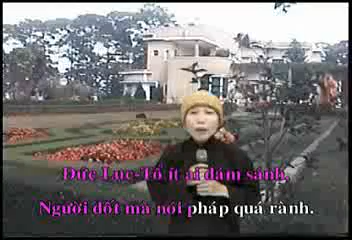 Đức Lục-Tổ ít ai dám sánh.
Người dốt mà nói pháp quá rành.